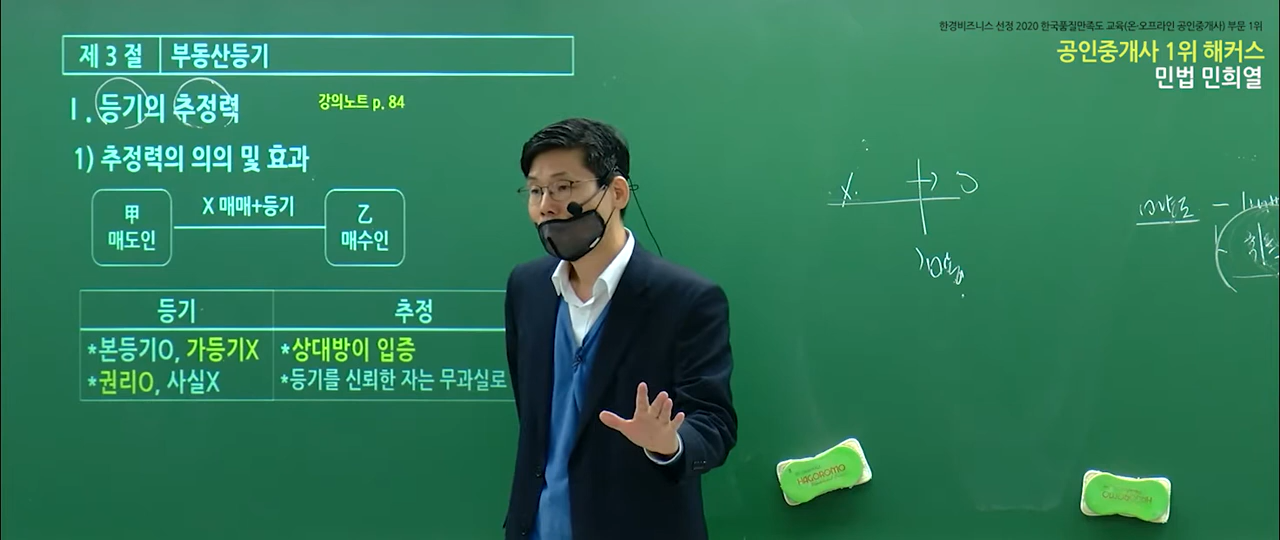 한경비즈니스 선정 2020 한국품질만족도 교육(온·오프라인 공인중개사) 부문 1위
공인중개사 1위 해커스
민법 민희열
제 3 절 부동산등기
Ⅰ. 등기의 추정력 강의노트 p. 84
1) 추정력의 의의 및 효과
甲 X 매매+등기 乙
매도인 매수인
등기 추정
*본등기O, 가등기X *상대방이 입증
*권리O, 사실X *등기를 신뢰한 자는 무과실로
X
HAGOROMO
HAGOROMO